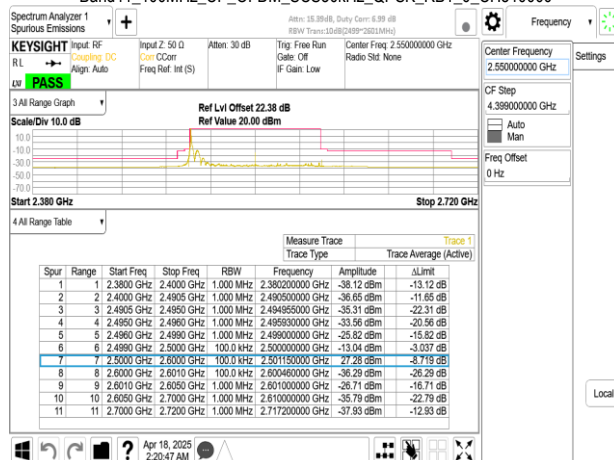 Spectrum Analyzer 1
Spurious Emissions
Attn: 15.39dB, Duty Corr: 6.99 dB
RBW Trans:10dB(2499*2601MHz)
Frequency
KEYSIGHT
RL
Input: RF
Coupling: DC
Align: Auto
Input Z: 50 Ω
Corr CCorr
Freq Ref: Int (S)
Atten: 30 dB
Trig: Free Run
Gate: Off
IF Gain: Low
Center Freq: 2.550000000 GHz
Radio Std: None
LXI PASS
Center Frequency
2.550000000 GHz
Settings
CF Step
4.399000000 GHz
Auto
Man
Freq Offset
0 Hz
Local
3 All Range Graph
Scale/Div 10.0 dB
Ref Lvl Offset 22.38 dB
Ref Value 20.00 dBm
10.0
-10.0
-30.0
-50.0
-70.0
Start 2.380 GHz
Stop 2.720 GHz
4 All Range Table
Measure Trace Trace 1
Trace Type Trace Average (Active)
Spur Range Start Freq Stop Freq RBW Frequency Amplitude ΔLimit
1 1 2.3800 GHz 2.4000 GHz 1.000 MHz 2.380200000 GHz -38.12 dBm -13.12 dB
2 2 2.4000 GHz 2.4905 GHz 1.000 MHz 2.490500000 GHz -36.65 dBm -11.65 dB
3 3 2.4905 GHz 2.4950 GHz 1.000 MHz 2.494955000 GHz -35.31 dBm -22.31 dB
4 4 2.4950 GHz 2.4960 GHz 1.000 MHz 2.495930000 GHz -33.56 dBm -20.56 dB
5 5 2.4960 GHz 2.4990 GHz 1.000 MHz 2.499000000 GHz -25.82 dBm -15.82 dB
6 6 2.4990 GHz 2.5000 GHz 100.0 kHz 2.500000000 GHz -13.04 dBm -3.037 dB
7 7 2.5000 GHz 2.6000 GHz 100.0 kHz 2.501150000 GHz 27.28 dBm -8.719 dB
8 8 2.6000 GHz 2.6010 GHz 100.0 kHz 2.600460000 GHz -36.29 dBm -26.29 dB
9 9 2.6010 GHz 2.6050 GHz 1.000 MHz 2.601000000 GHz -26.71 dBm -16.71 dB
10 10 2.6050 GHz 2.7000 GHz 1.000 MHz 2.610000000 GHz -35.79 dBm -22.79 dB
11 11 2.7000 GHz 2.7200 GHz 1.000 MHz 2.717200000 GHz -37.93 dBm -12.93 dB
Apr 18, 2025
2:20:47 AM